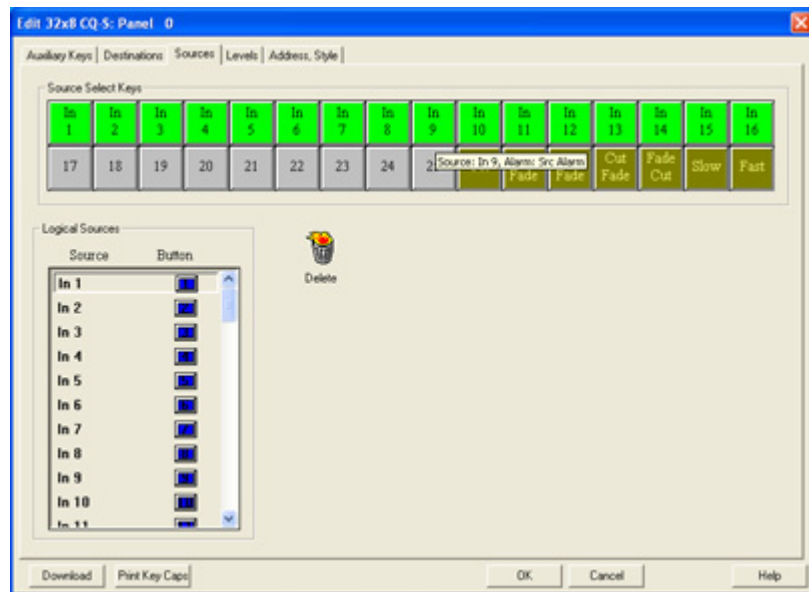 Edit 32x8 CQ-S: Panel 0
Auxiliary Keys Destinations Sources Levels Address, Style
Source Select Keys
In 1 In 2 In 3 In 4 In 5 In 6 In 7 In 8 In 9 In 10 In 11 In 12 In 13 In 14 In 15 In 16
17 18 19 20 21 22 23 24 Fade Fade Cut Fade Fade Cut Slow Fast
Source: In 9, Alarm: Src Alarm
Logical Sources
Source Button
In 1
In 2
In 3
In 4
In 5
In 6
In 7
In 8
In 9
In 10
In 11
Delete
Download Print Key Caps OK Cancel Help